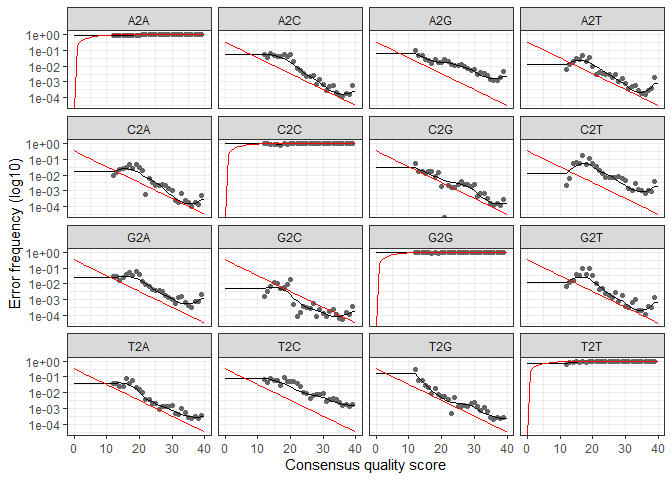 A2A A2C A2G A2T
1e+00
1e-01
1e-02
1e-03
1e-04
C2A C2C C2G C2T
1e+00
1e-01
1e-02
1e-03
1e-04
G2A G2C G2G G2T
1e+00
1e-01
1e-02
1e-03
1e-04
T2A T2C T2G T2T
1e+00
1e-01
1e-02
1e-03
1e-04
0 10 20 30 40 0 10 20 30 40 0 10 20 30 40 0 10 20 30 40
Error frequency (log10)
Consensus quality score